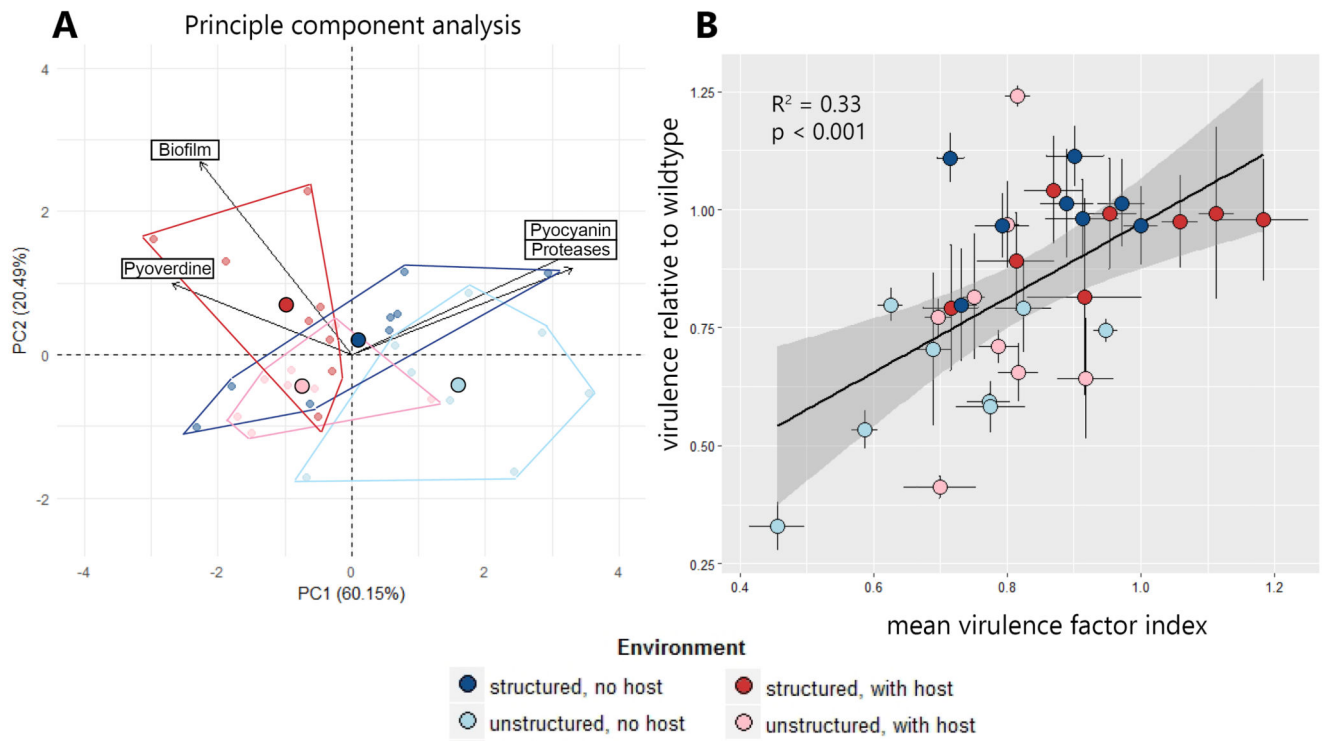 A
Principle component analysis
4
2
0
-2
-4
-2
0
2
4
PC2 (20.49%)
PC1 (60.15%)
Biofilm
Pyoverdine
Pyocyanin
Proteases
B
R² = 0.33
p < 0.001
1.25
1.00
0.75
0.50
0.25
0.4
0.6
0.8
1.0
1.2
virulence relative to wildtype
mean virulence factor index
Environment
structured, no host
structured, with host
unstructured, no host
unstructured, with host